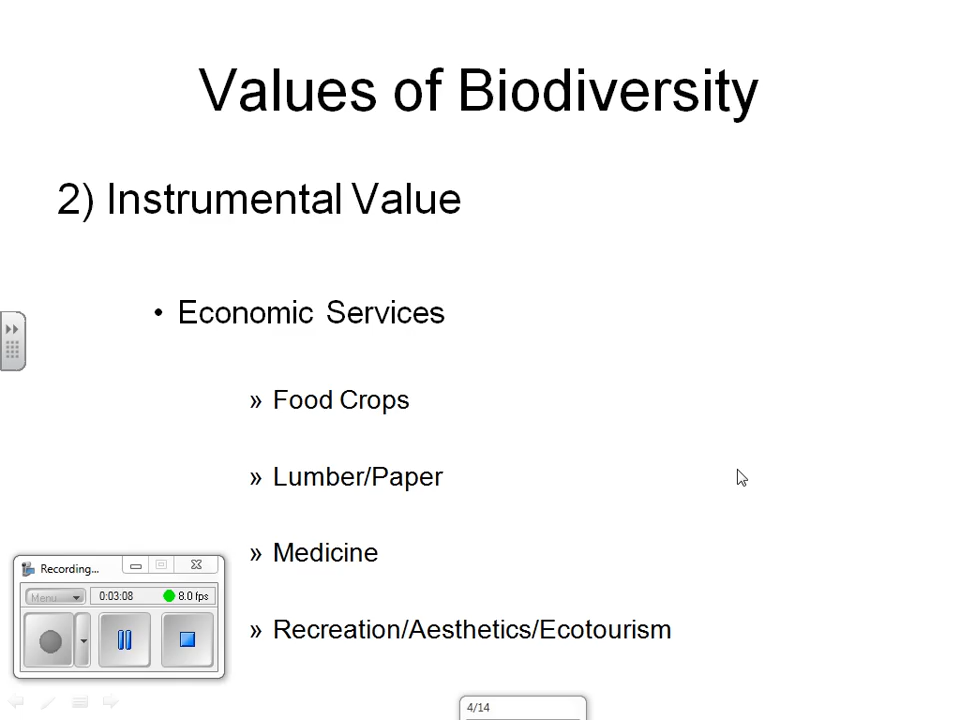 Values of Biodiversity
2) Instrumental Value
• Economic Services
» Food Crops
» Lumber/Paper
» Medicine
» Recreation/Aesthetics/Ecotourism
Recording...
Menu
0:03:08
8.0 fps
4/14